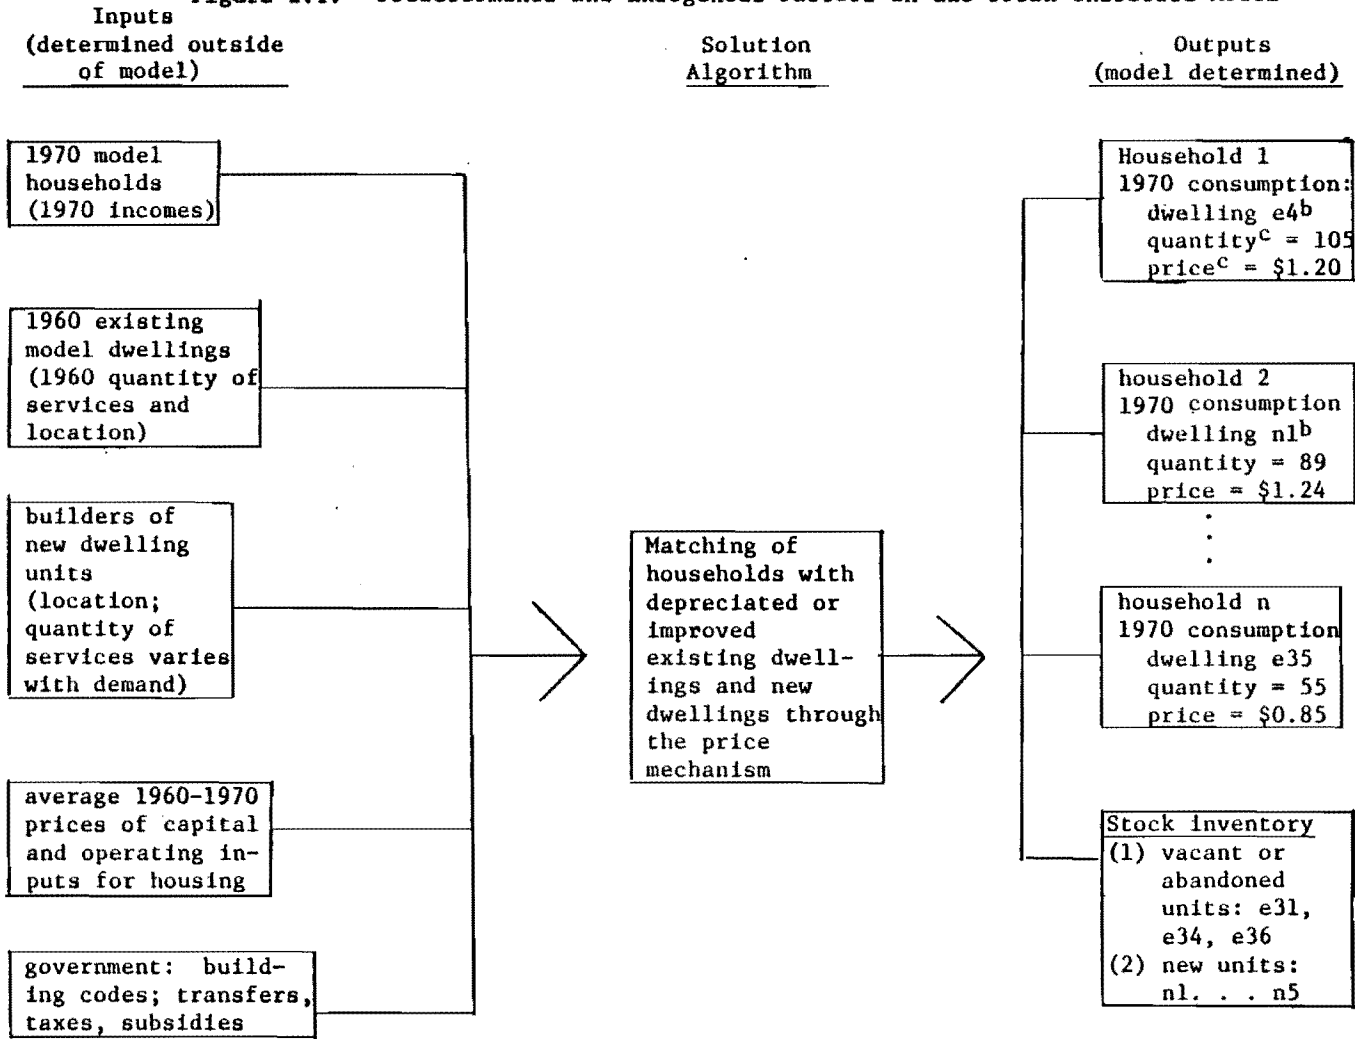 Inputs
(determined outside
of model)
Solution
Algorithm
Outputs
(model determined)
1970 model
households
(1970 incomes)
1960 existing
model dwellings
(1960 quantity of
services and
location)
builders of
new dwelling
units
(location;
quantity of
services varies
with demand)
average 1960-1970
prices of capital
and operating in-
puts for housing
government: build-
ing codes; transfers,
taxes, subsidies
Matching of
households with
depreciated or
improved
existing dwell-
ings and new
dwellings through
the price
mechanism
Household 1
1970 consumption:
dwelling e4b
quantityc = 105
pricec = $1.20
household 2
1970 consumption
dwelling n1b
quantity = 89
price = $1.24
.
.
.
household n
1970 consumption
dwelling e35
quantity = 55
price = $0.85
Stock inventory
(1) vacant or
abandoned
units: e31,
e34, e36
(2) new units:
n1. . . n5